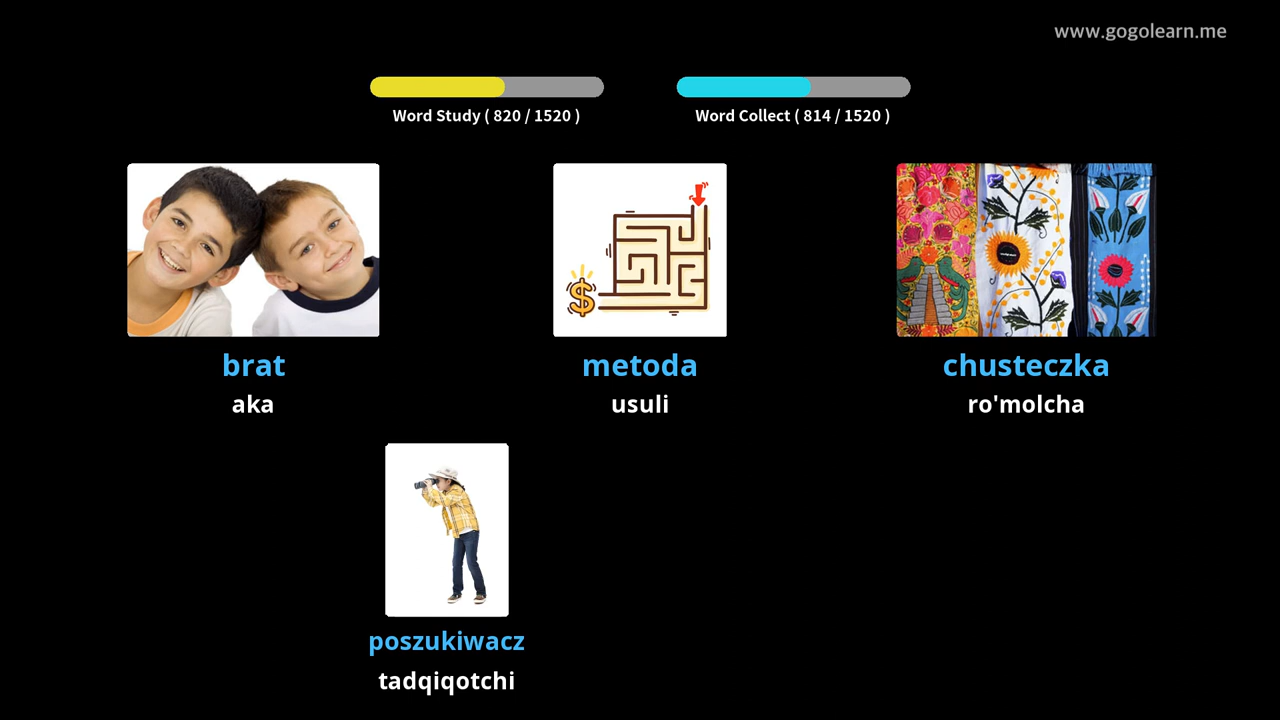 www.gogolearn.me
Word Study ( 820 / 1520 )
Word Collect ( 814 / 1520 )
brat
metoda
chusteczka
aka
usuli
ro'molcha
poszukiwacz
tadqiqotchi